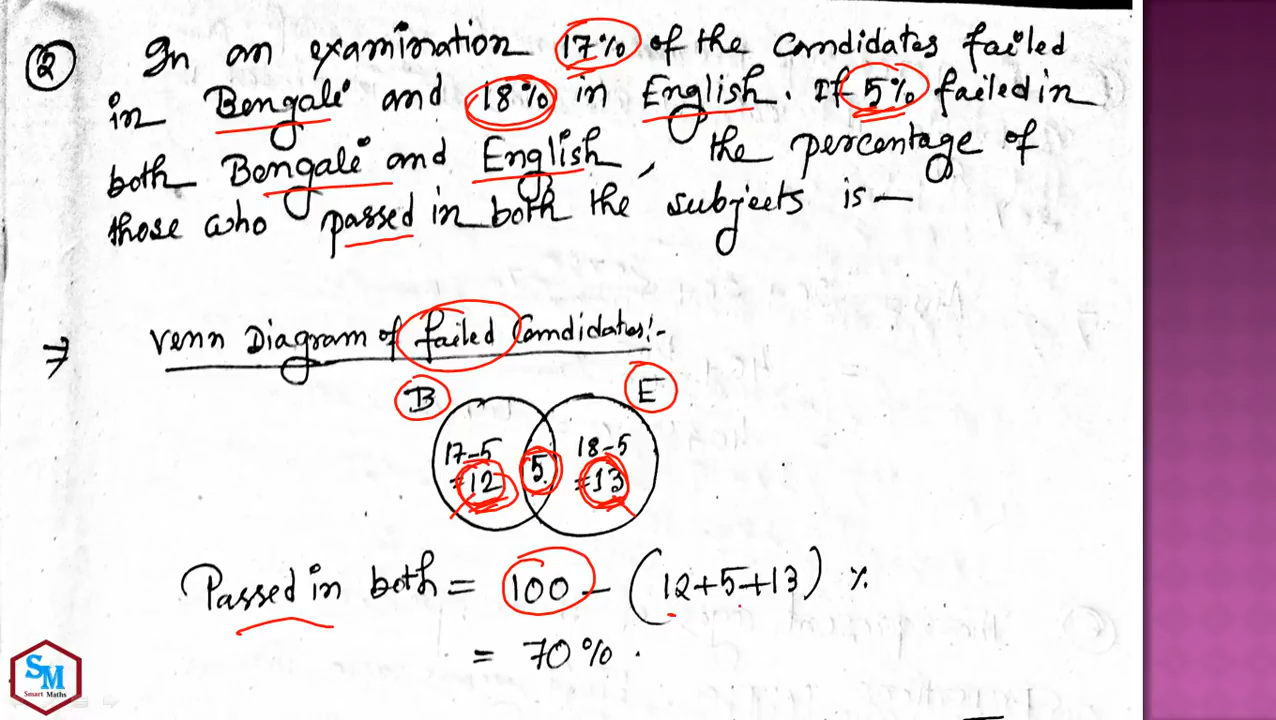 ② In an examination 17% of the candidates failed
in Bengali and 18% in English. If 5% failed in
both Bengali and English, the percentage of
those who passed in both the subjects is —
⇒ Venn Diagram of failed Candidates:-
B E
17-5 5 18-5
=12 =13
Passed in both = 100 - (12+5+13) %
= 70% .
SM
Smart Maths